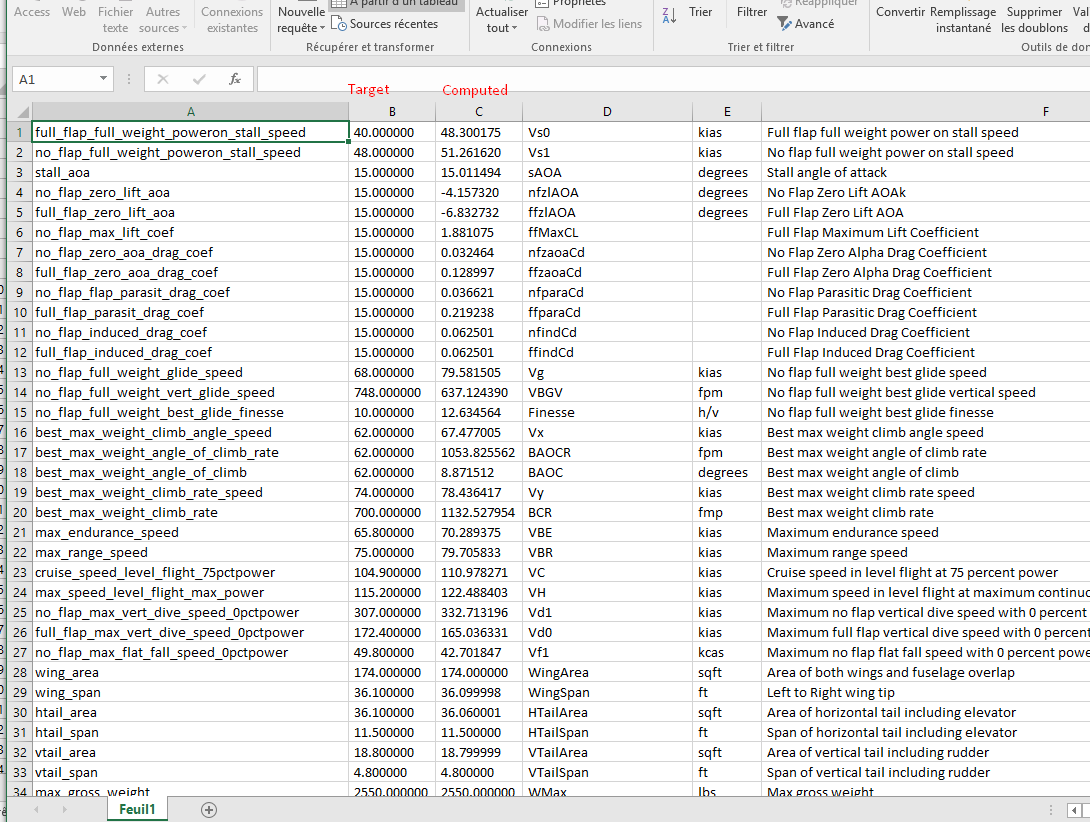 Access Web Fichier Autres Connexions Nouvelle A partir d'un tableau Actualiser Propriétés Trier Filtrer Réappliquer Convertir Remplissage Supprimer
texte sources existantes requête Sources récentes tout Modifier les liens Avancé instantané les doublons
Données externes Récupérer et transformer Connexions Trier et filtrer Outils de
A1 fx
Target Computed
A B C D E F
1 full_flap_full_weight_poweron_stall_speed 40.000000 48.300175 Vs0 kias Full flap full weight power on stall speed
2 no_flap_full_weight_poweron_stall_speed 48.000000 51.261620 Vs1 kias No flap full weight power on stall speed
3 stall_aoa 15.000000 15.011494 sAOA degrees Stall angle of attack
4 no_flap_zero_lift_aoa 15.000000 -4.157320 nfzlAOA degrees No Flap Zero Lift AOAk
5 full_flap_zero_lift_aoa 15.000000 -6.832732 ffzlAOA degrees Full Flap Zero Lift AOA
6 no_flap_max_lift_coef 15.000000 1.881075 ffMaxCL Full Flap Maximum Lift Coefficient
7 no_flap_zero_aoa_drag_coef 15.000000 0.032464 nfzaoaCd No Flap Zero Alpha Drag Coefficient
8 full_flap_zero_aoa_drag_coef 15.000000 0.128997 ffzaoaCd Full Flap Zero Alpha Drag Coefficient
9 no_flap_flap_parasit_drag_coef 15.000000 0.036621 nfparaCd No Flap Parasitic Drag Coefficient
10 full_flap_parasit_drag_coef 15.000000 0.219238 ffparaCd Full Flap Parasitic Drag Coefficient
11 no_flap_induced_drag_coef 15.000000 0.062501 nfindCd No Flap Induced Drag Coefficient
12 full_flap_induced_drag_coef 15.000000 0.062501 ffindCd Full Flap Induced Drag Coefficient
13 no_flap_full_weight_glide_speed 68.000000 79.581505 Vg kias No flap full weight best glide speed
14 no_flap_full_weight_vert_glide_speed 748.000000 637.124390 VBGV fpm No flap full weight best glide vertical speed
15 no_flap_full_weight_best_glide_finesse 10.000000 12.634564 Finesse h/v No flap full weight best glide finesse
16 best_max_weight_climb_angle_speed 62.000000 67.477005 Vx kias Best max weight climb angle speed
17 best_max_weight_angle_of_climb_rate 62.000000 1053.825562 BAOCR fpm Best max weight angle of climb rate
18 best_max_weight_angle_of_climb 62.000000 8.871512 BAOC degrees Best max weight angle of climb
19 best_max_weight_climb_rate_speed 74.000000 78.436417 Vy kias Best max weight climb rate speed
20 best_max_weight_climb_rate 700.000000 1132.527954 BCR fmp Best max weight climb rate
21 max_endurance_speed 65.800000 70.289375 VBE kias Maximum endurance speed
22 max_range_speed 75.000000 79.705833 VBR kias Maximum range speed
23 cruise_speed_level_flight_75pctpower 104.900000 110.978271 VC kias Cruise speed in level flight at 75 percent power
24 max_speed_level_flight_max_power 115.200000 122.488403 VH kias Maximum speed in level flight at maximum continuo
25 no_flap_max_vert_dive_speed_0pctpower 307.000000 332.713196 Vd1 kias Maximum no flap vertical dive speed with 0 percent
26 full_flap_max_vert_dive_speed_0pctpower 172.400000 165.036331 Vd0 kias Maximum full flap vertical dive speed with 0 percent
27 no_flap_max_flat_fall_speed_0pctpower 49.800000 42.701847 Vf1 kcas Maximum no flap flat fall speed with 0 percent powe
28 wing_area 174.000000 174.000000 WingArea sqft Area of both wings and fuselage overlap
29 wing_span 36.100000 36.099998 WingSpan ft Left to Right wing tip
30 htail_area 36.100000 36.060001 HTailArea sqft Area of horizontal tail including elevator
31 htail_span 11.500000 11.500000 HTailSpan ft Span of horizontal tail including elevator
32 vtail_area 18.800000 18.799999 VTailArea sqft Area of vertical tail including rudder
33 vtail_span 4.800000 4.800000 VTailSpan ft Span of vertical tail including rudder
34 max_gross_weight 2550.000000 2550.000000 WMax lbs Max gross weight
Feuil1